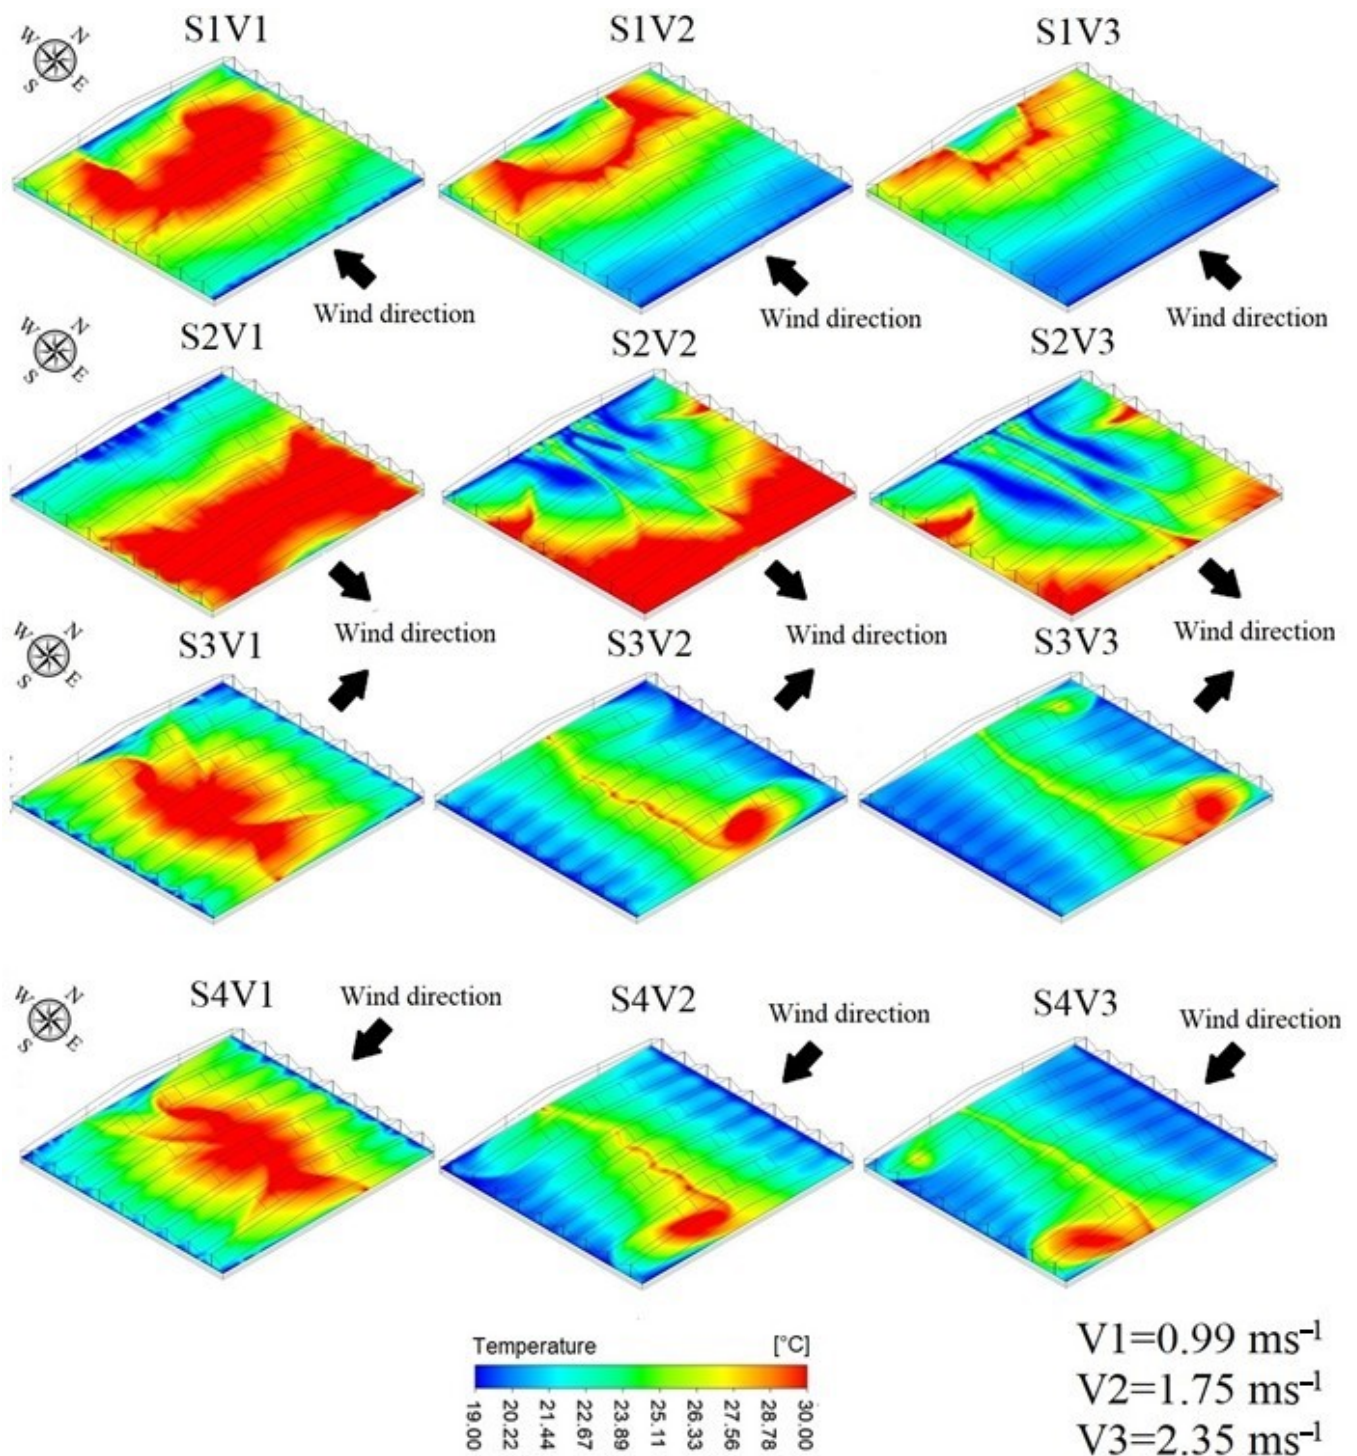 S1V1 S1V2 S1V3
N
W
E
S
Wind direction Wind direction Wind direction
S2V1 S2V2 S2V3
N
W
E
S
Wind direction Wind direction Wind direction
S3V1 S3V2 S3V3
N
W
E
S
S4V1 Wind direction S4V2 Wind direction S4V3 Wind direction
N
W
E
S
Temperature [°C]
19.00 20.22 21.44 22.67 23.89 25.11 26.33 27.56 28.78 30.00
V1=0.99 ms⁻¹
V2=1.75 ms⁻¹
V3=2.35 ms⁻¹